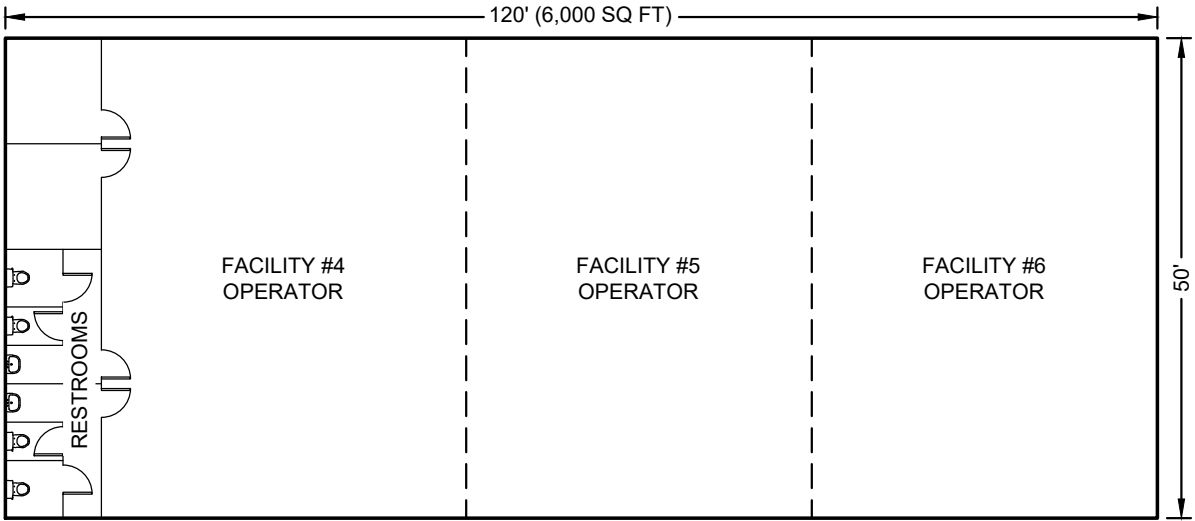 120' (6,000 SQ FT)
FACILITY #4
OPERATOR
FACILITY #5
OPERATOR
FACILITY #6
OPERATOR
50'
RESTROOMS